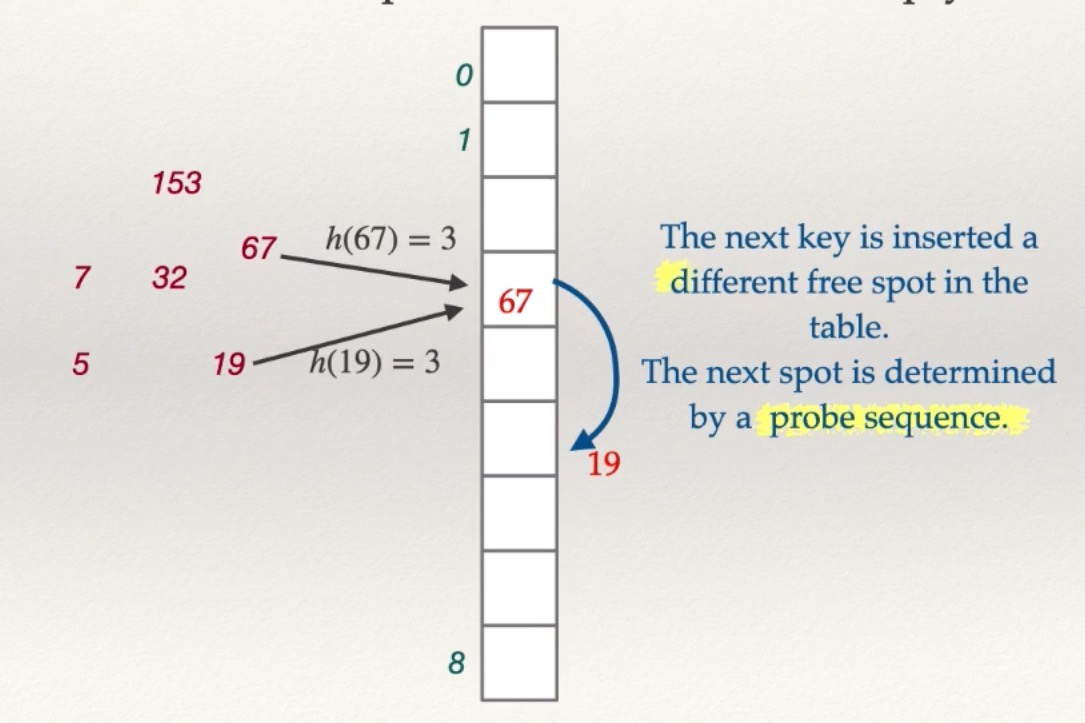 0
1
153
67
h(67) = 3
7
32
67
5
19
h(19) = 3
19
8
The next key is inserted a
different free spot in the
table.
The next spot is determined
by a probe sequence.